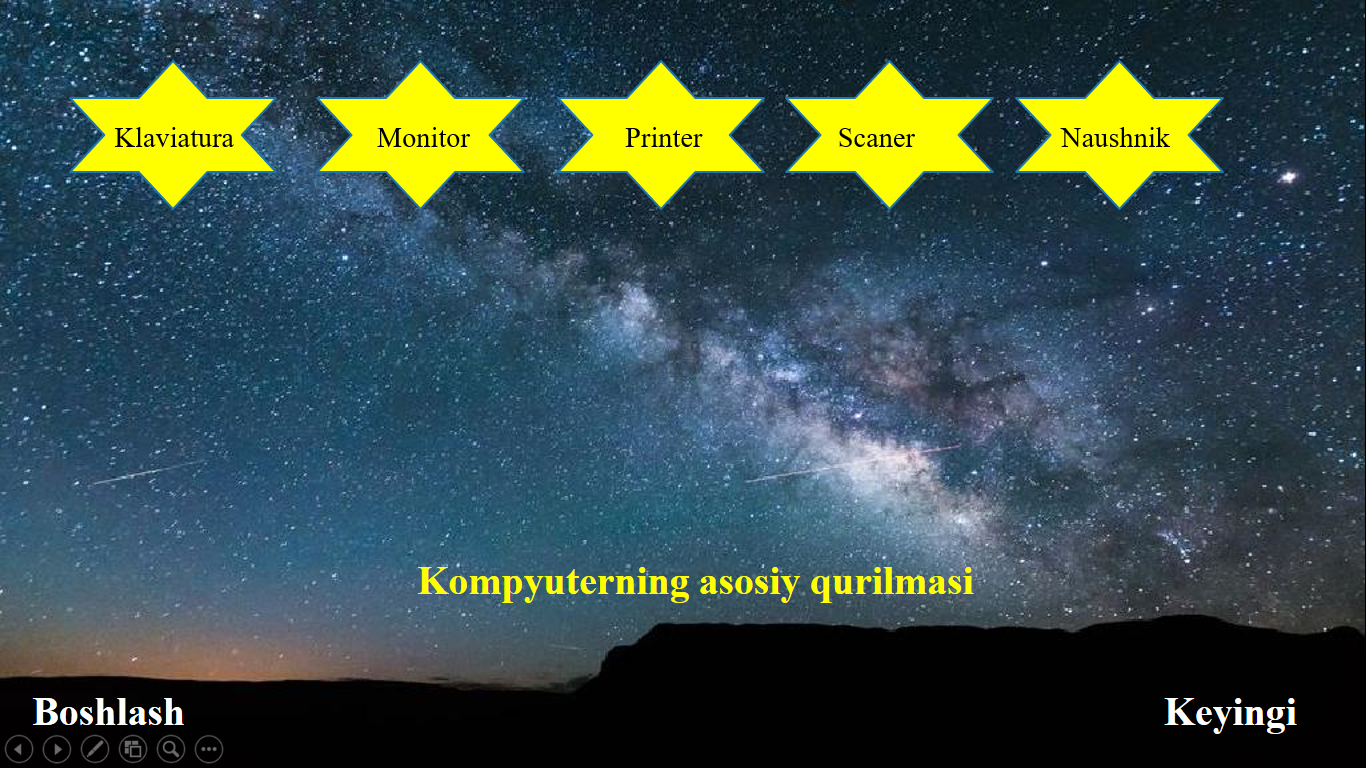 Klaviatura
Monitor
Printer
Scaner
Naushnik
Kompyuterning asosiy qurilmasi
Boshlash
Keyingi